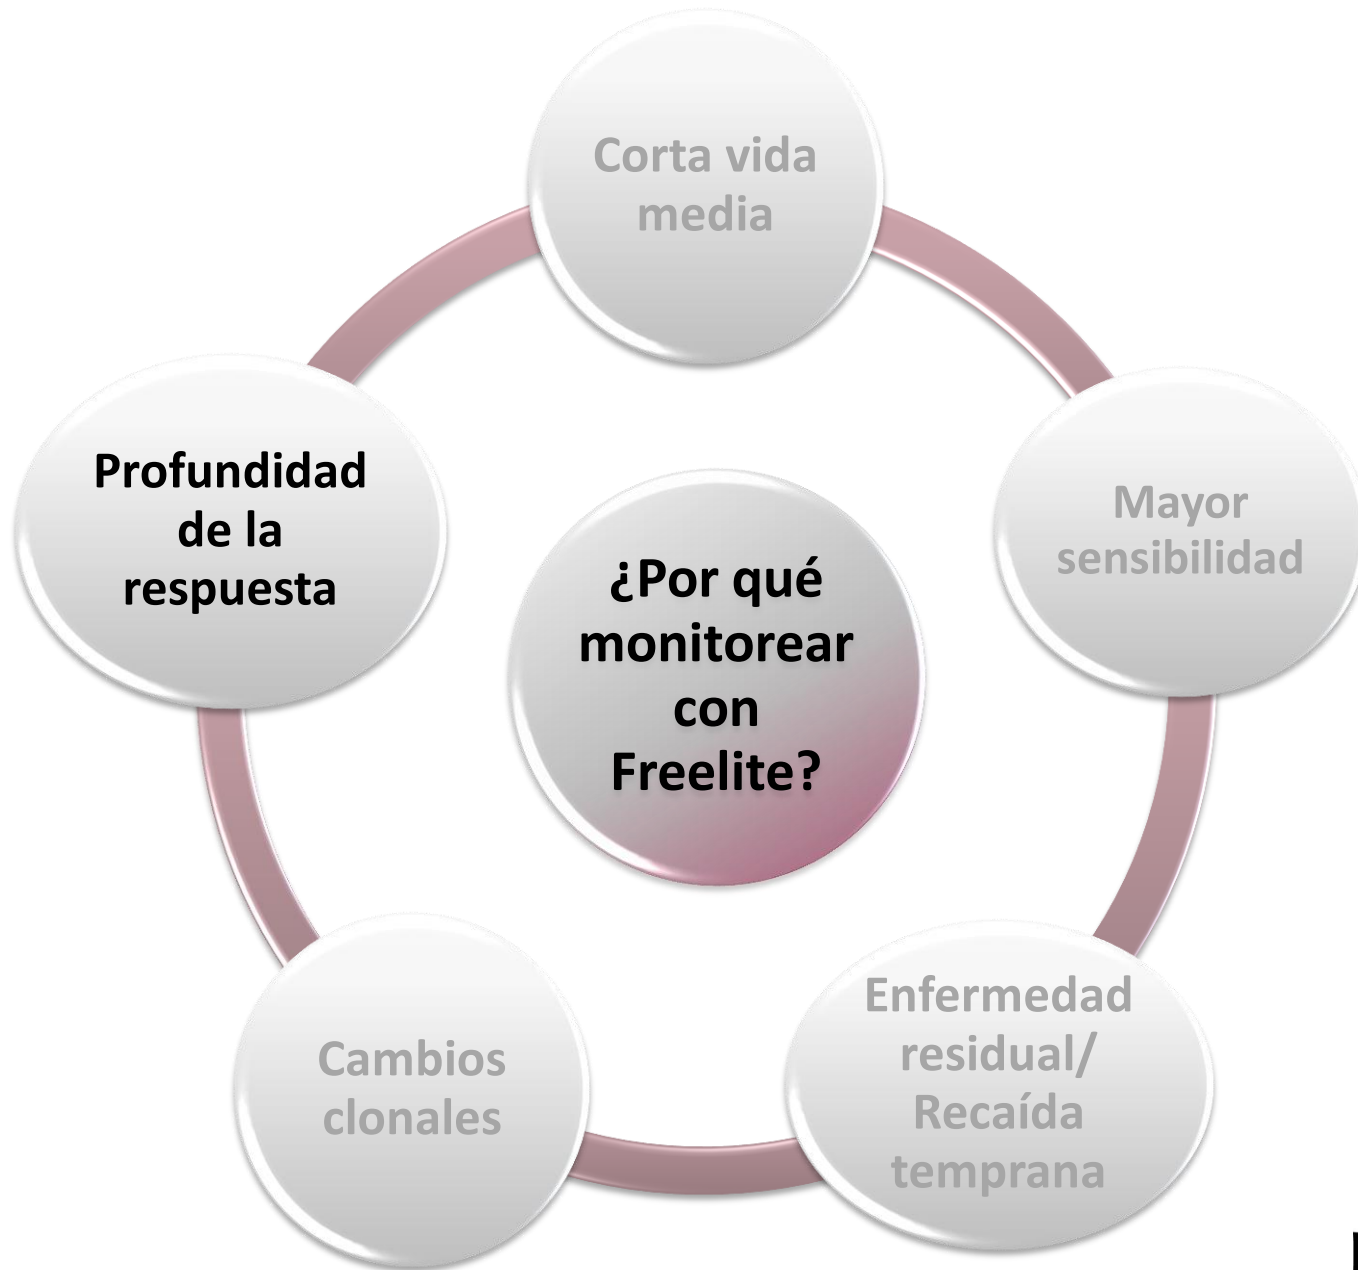 Corta vida
media
Mayor
sensibilidad
Enfermedad
residual/
Recaída
temprana
Cambios
clonales
Profundidad
de la
respuesta
¿Por qué
monitorear
con
Freelite?